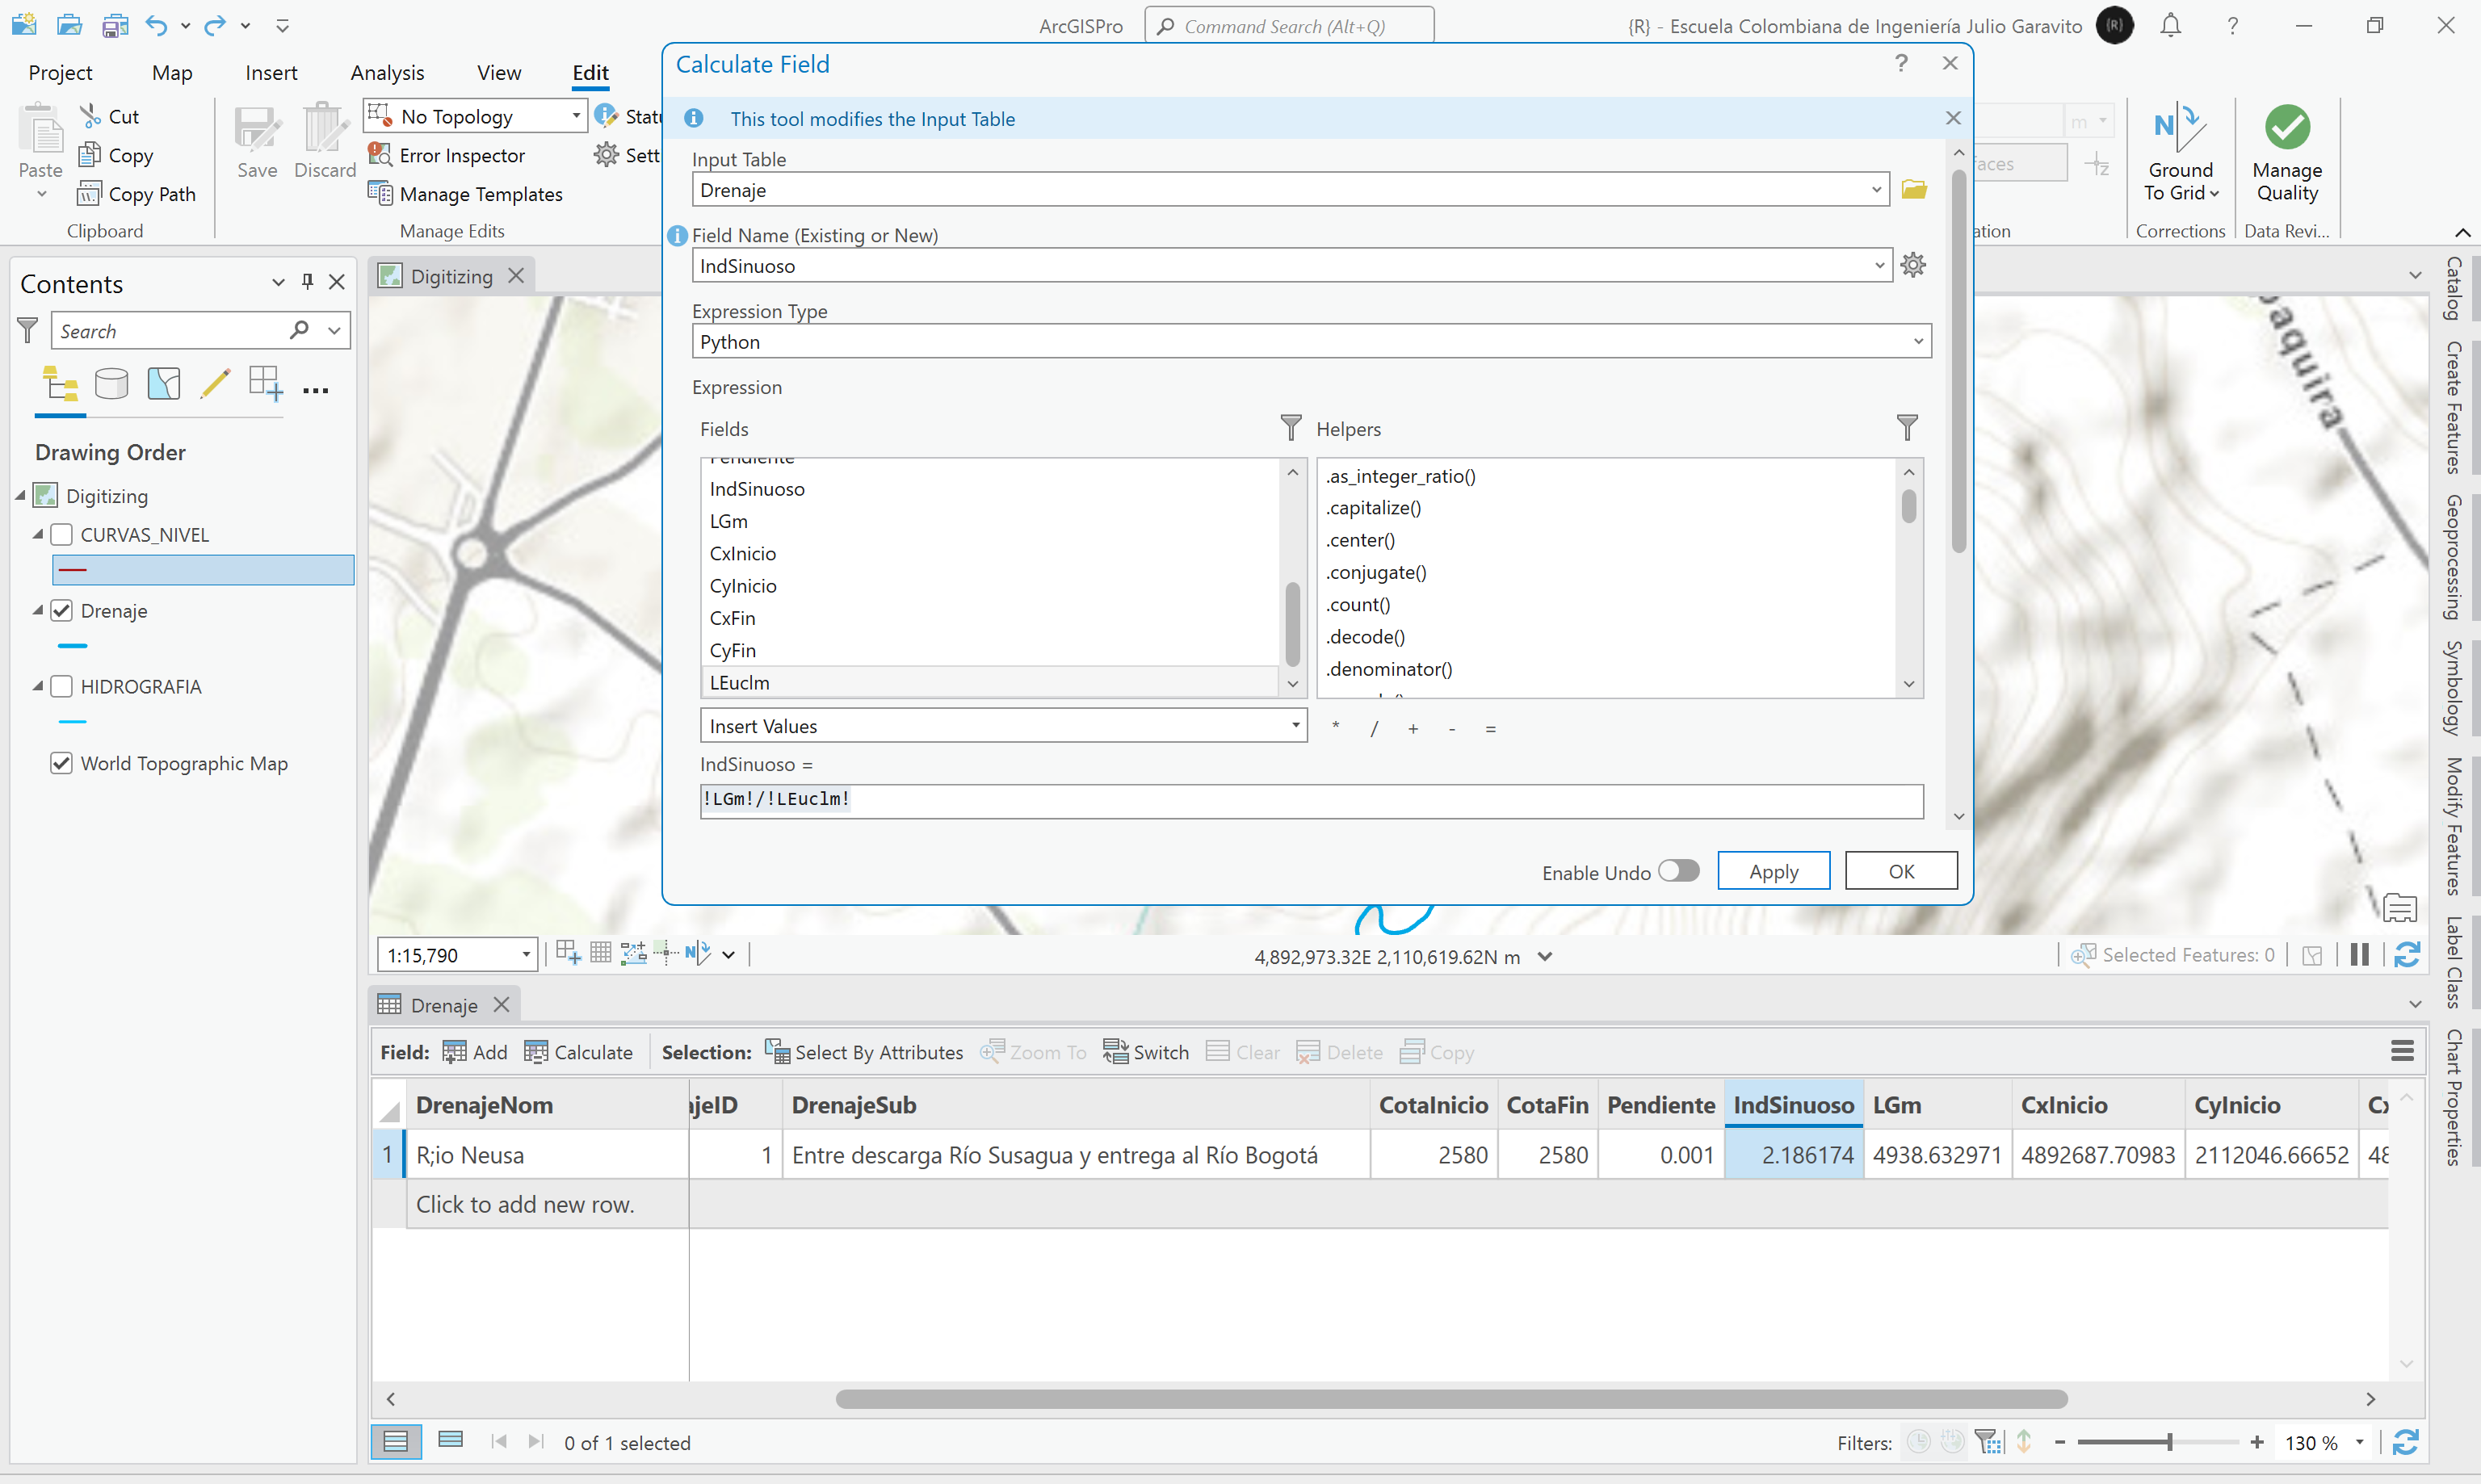 ArcGISPro
Command Search (Alt+Q)
{R} - Escuela Colombiana de Ingeniería Julio Garavito
{R}
?
Project
Map
Insert
Analysis
View
Edit
Paste
Cut
Copy
Copy Path
Clipboard
Save
Discard
No Topology
Error Inspector
Manage Templates
Manage Edits
Statu
Sett
m
aces
ation
Ground
To Grid
Corrections
Manage
Quality
Data Revi...
Calculate Field
?
This tool modifies the Input Table
Input Table
Drenaje
Field Name (Existing or New)
IndSinuoso
Expression Type
Python
Expression
Fields
Helpers
Pendiente
IndSinuoso
LGm
CxInicio
CyInicio
CxFin
CyFin
LEuclm
.as_integer_ratio()
.capitalize()
.center()
.conjugate()
.count()
.decode()
.denominator()
Insert Values
* / + - =
IndSinuoso =
!LGm!/!LEuclm!
Enable Undo
Apply
OK
Contents
Search
...
Drawing Order
Digitizing
CURVAS_NIVEL
Drenaje
HIDROGRAFIA
World Topographic Map
Digitizing
paquira
Catalog
Create Features
Geoprocessing
Symbology
Modify Features
Label Class
Chart Properties
1:15,790
4,892,973.32E 2,110,619.62N m
Selected Features: 0
Drenaje
Field: Add Calculate Selection: Select By Attributes Zoom To Switch Clear Delete Copy
DrenajeNom ajeID DrenajeSub CotaInicio CotaFin Pendiente IndSinuoso LGm CxInicio CyInicio Cx
1 R;io Neusa 1 Entre descarga Río Susagua y entrega al Río Bogotá 2580 2580 0.001 2.186174 4938.632971 4892687.70983 2112046.66652 48
Click to add new row.
0 of 1 selected
Filters:
- + 130 %